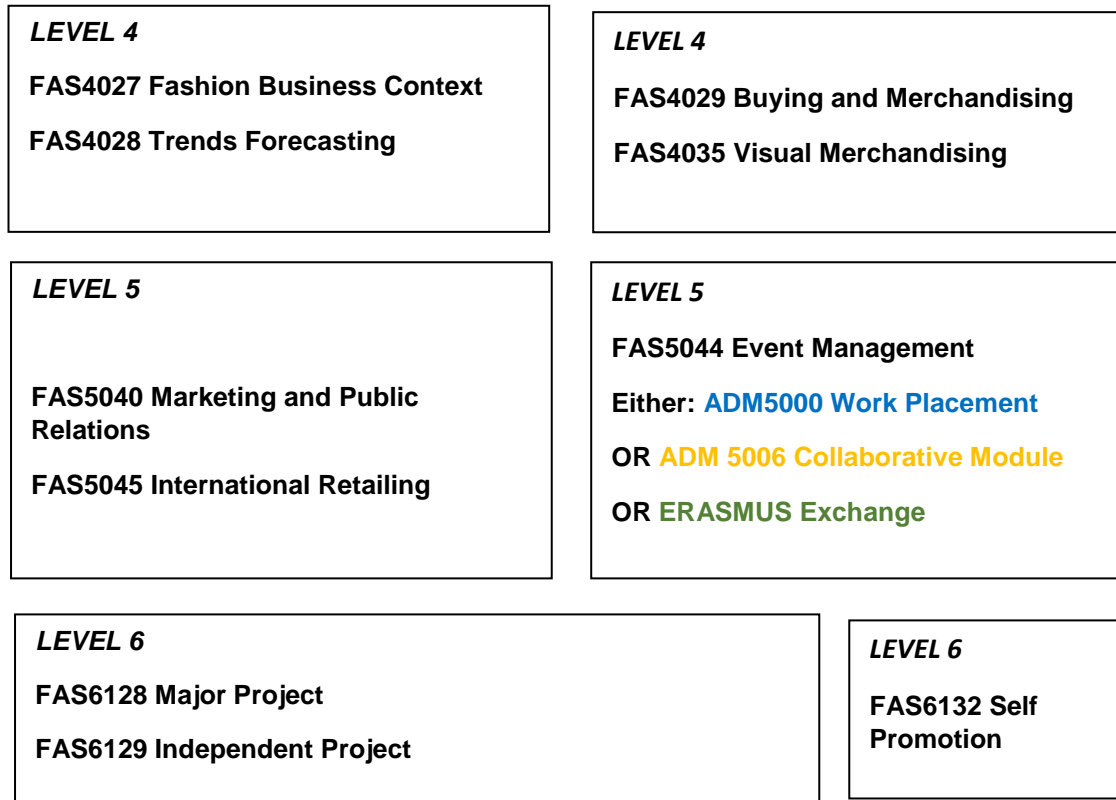 LEVEL 4
FAS4027 Fashion Business Context
FAS4028 Trends Forecasting
LEVEL 4
FAS4029 Buying and Merchandising
FAS4035 Visual Merchandising
LEVEL 5
FAS5040 Marketing and Public
Relations
FAS5045 International Retailing
LEVEL 5
FAS5044 Event Management
Either: ADM5000 Work Placement
OR ADM 5006 Collaborative Module
OR ERASMUS Exchange
LEVEL 6
FAS6128 Major Project
FAS6129 Independent Project
LEVEL 6
FAS6132 Self
Promotion